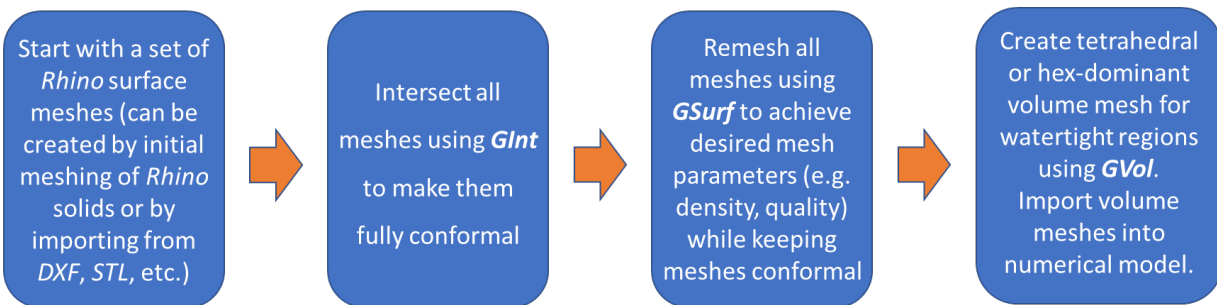 Start with a set of
Rhino surface
meshes (can be
created by initial
meshing of Rhino
solids or by
importing from
DXF, STL, etc.)
Intersect all
meshes using GInt
to make them
fully conformal
Remesh all
meshes using
GSurf to achieve
desired mesh
parameters (e.g.
density, quality)
while keeping
meshes conformal
Create tetrahedral
or hex-dominant
volume mesh for
watertight regions
using GVol.
Import volume
meshes into
numerical model.